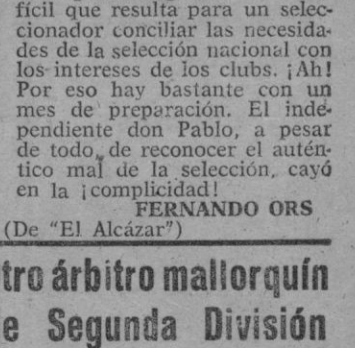 fícil que resulta para un selec-
cionador conciliar las necesida-
des de la selección nacional con
los intereses de los clubs. ¡Ah!
Por eso hay bastante con un
mes de preparación. El inde-
pendiente don Pablo, a pesar
de todo, de reconocer el autén-
tico mal de la selección, cayó
en la ¡complicidad!
FERNANDO ORS
(De "El Alcázar")
tro árbitro mallorquín
e Segunda División